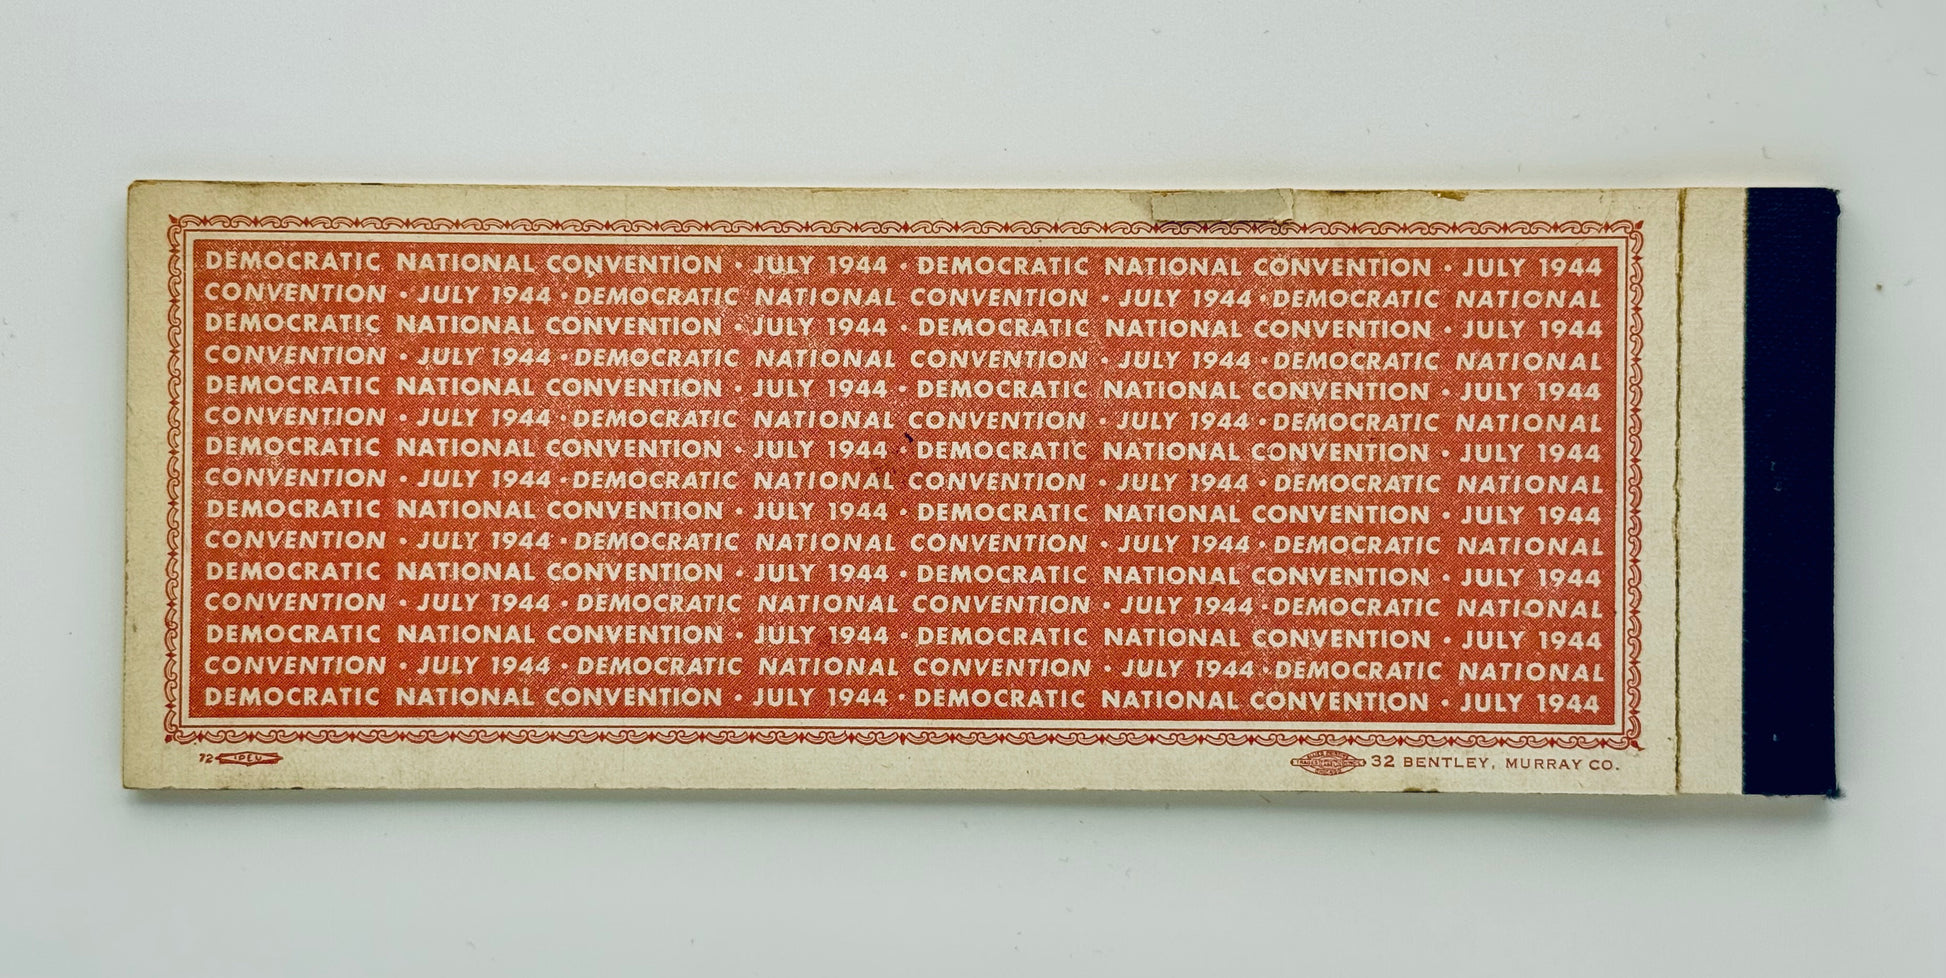 DEMOCRATIC NATIONAL CONVENTION · JULY 1944 · DEMOCRATIC NATIONAL CONVENTION · JULY 1944
CONVENTION · JULY 1944 · DEMOCRATIC NATIONAL CONVENTION · JULY 1944 · DEMOCRATIC NATIONAL
DEMOCRATIC NATIONAL CONVENTION · JULY 1944 · DEMOCRATIC NATIONAL CONVENTION · JULY 1944
CONVENTION · JULY 1944 · DEMOCRATIC NATIONAL CONVENTION · JULY 1944 · DEMOCRATIC NATIONAL
DEMOCRATIC NATIONAL CONVENTION · JULY 1944 · DEMOCRATIC NATIONAL CONVENTION · JULY 1944
CONVENTION · JULY 1944 · DEMOCRATIC NATIONAL CONVENTION · JULY 1944 · DEMOCRATIC NATIONAL
DEMOCRATIC NATIONAL CONVENTION · JULY 1944 · DEMOCRATIC NATIONAL CONVENTION · JULY 1944
CONVENTION · JULY 1944 · DEMOCRATIC NATIONAL CONVENTION · JULY 1944 · DEMOCRATIC NATIONAL
DEMOCRATIC NATIONAL CONVENTION · JULY 1944 · DEMOCRATIC NATIONAL CONVENTION · JULY 1944
CONVENTION · JULY 1944 · DEMOCRATIC NATIONAL CONVENTION · JULY 1944 · DEMOCRATIC NATIONAL
DEMOCRATIC NATIONAL CONVENTION · JULY 1944 · DEMOCRATIC NATIONAL CONVENTION · JULY 1944
CONVENTION · JULY 1944 · DEMOCRATIC NATIONAL CONVENTION · JULY 1944 · DEMOCRATIC NATIONAL
DEMOCRATIC NATIONAL CONVENTION · JULY 1944 · DEMOCRATIC NATIONAL CONVENTION · JULY 1944
CONVENTION · JULY 1944 · DEMOCRATIC NATIONAL CONVENTION · JULY 1944 · DEMOCRATIC NATIONAL
DEMOCRATIC NATIONAL CONVENTION · JULY 1944 · DEMOCRATIC NATIONAL CONVENTION · JULY 1944
72 IPEU
32 BENTLEY, MURRAY CO.